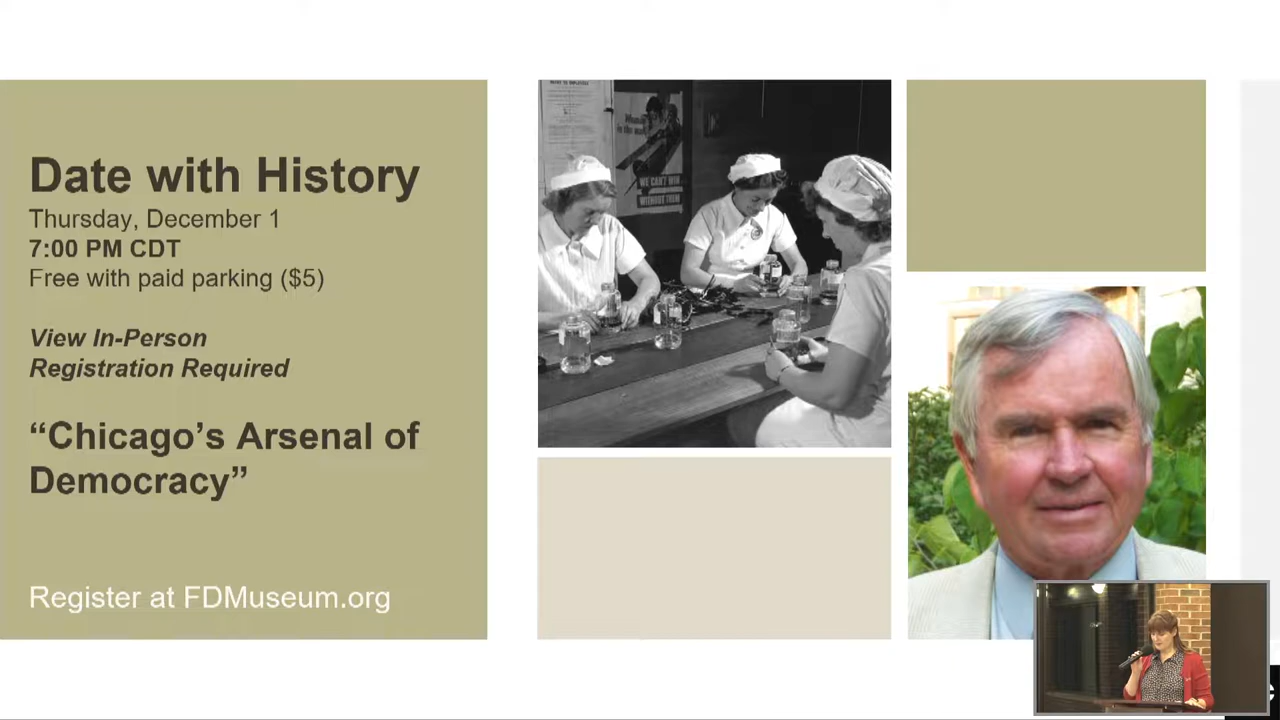 Date with History
Thursday, December 1
7:00 PM CDT
Free with paid parking ($5)
View In-Person
Registration Required
“Chicago’s Arsenal of
Democracy”
Register at FDMuseum.org
WE CAN'T WIN
WITHOUT THEM